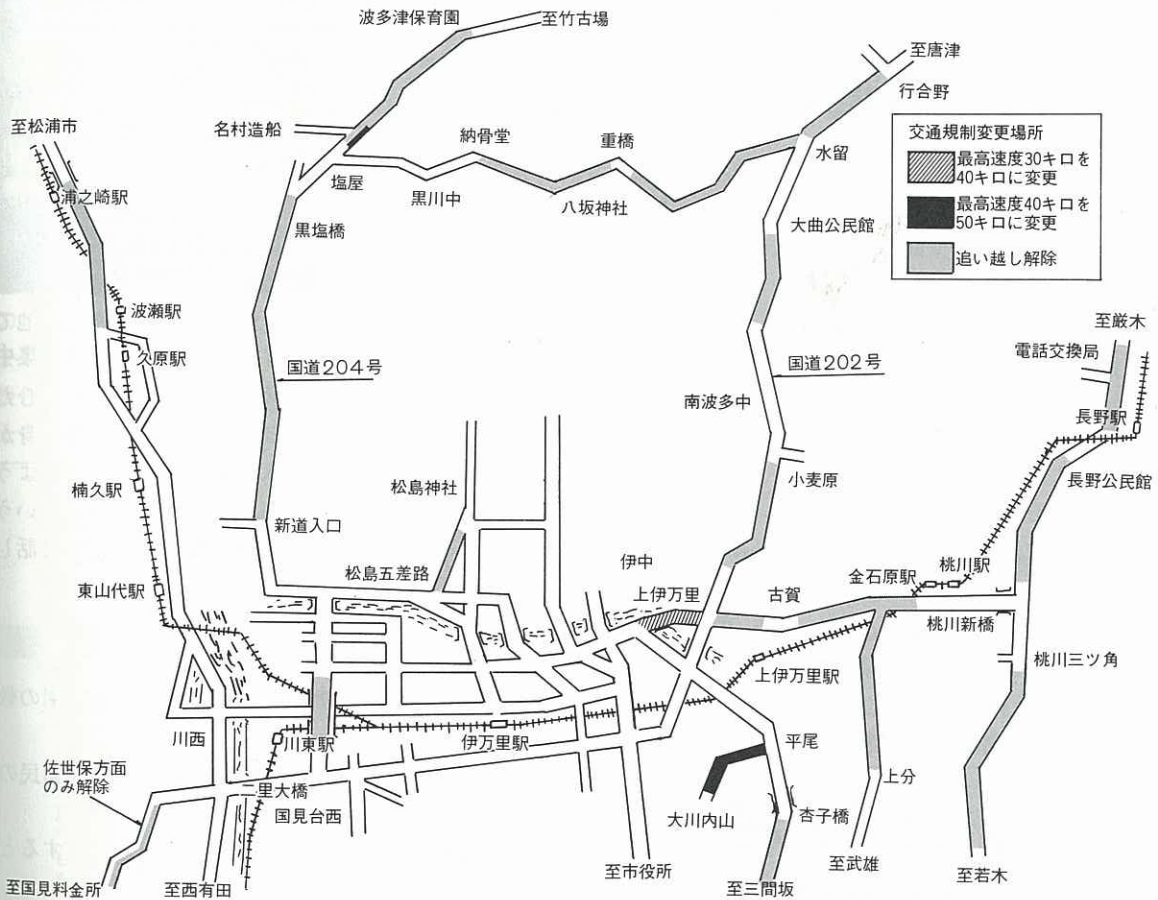 波多津保育園
至竹古場
至唐津
行合野
至松浦市
名村造船
納骨堂
重橋
水留
交通規制変更場所
最高速度30キロを
40キロに変更
最高速度40キロを
50キロに変更
追い越し解除
浦之崎駅
塩屋
黒川中
八坂神社
大曲公民館
黒塩橋
波瀬駅
久原駅
国道204号
国道202号
至厳木
電話交換局
南波多中
長野駅
楠久駅
松島神社
小麦原
長野公民館
新道入口
東山代駅
松島五差路
伊中
上伊万里
古賀
金石原駅
桃川駅
桃川新橋
桃川三ツ角
上伊万里駅
川西
川東駅
伊万里駅
平尾
佐世保方面
のみ解除
二里大橋
国見台西
大川内山
杏子橋
上分
至国見料金所
至西有田
至市役所
至三間坂
至武雄
至若木